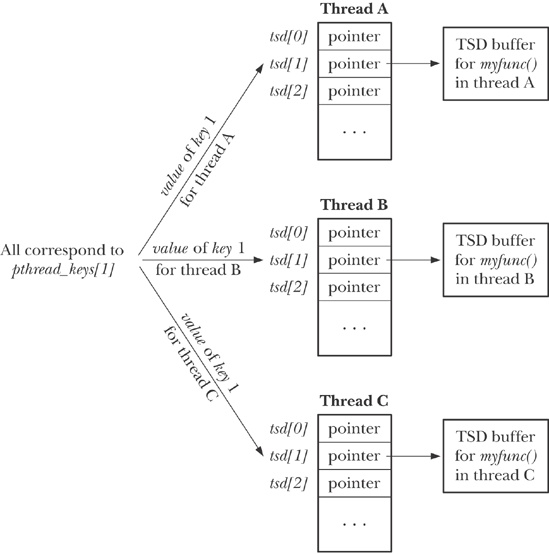 Thread A
tsd[0] pointer
tsd[1] pointer
tsd[2] pointer
. . .
TSD buffer
for myfunc()
in thread A
value of key 1
for thread A
All correspond to
pthread_keys[1]
value of key 1
for thread B
Thread B
tsd[0] pointer
tsd[1] pointer
tsd[2] pointer
. . .
TSD buffer
for myfunc()
in thread B
value of key 1
for thread C
Thread C
tsd[0] pointer
tsd[1] pointer
tsd[2] pointer
. . .
TSD buffer
for myfunc()
in thread C